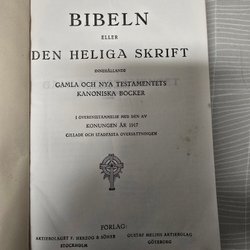 BIBELN
ELLER
DEN HELIGA SKRIFT
INNEHÅLLANDE
GAMLA OCH NYA TESTAMENTETS
KANONISKA BÖCKER
I ÖVERENSSTÄMMELSE MED DEN AV
KONUNGEN ÅR 1917
GILLADE OCH STADFÄSTA ÖVERSÄTTNINGEN
FÖRLAG:
AKTIEBOLAGET P. HERZOG & SÖNER
STOCKHOLM
GUSTAF MELINS AKTIEBOLAG
GÖTEBORG